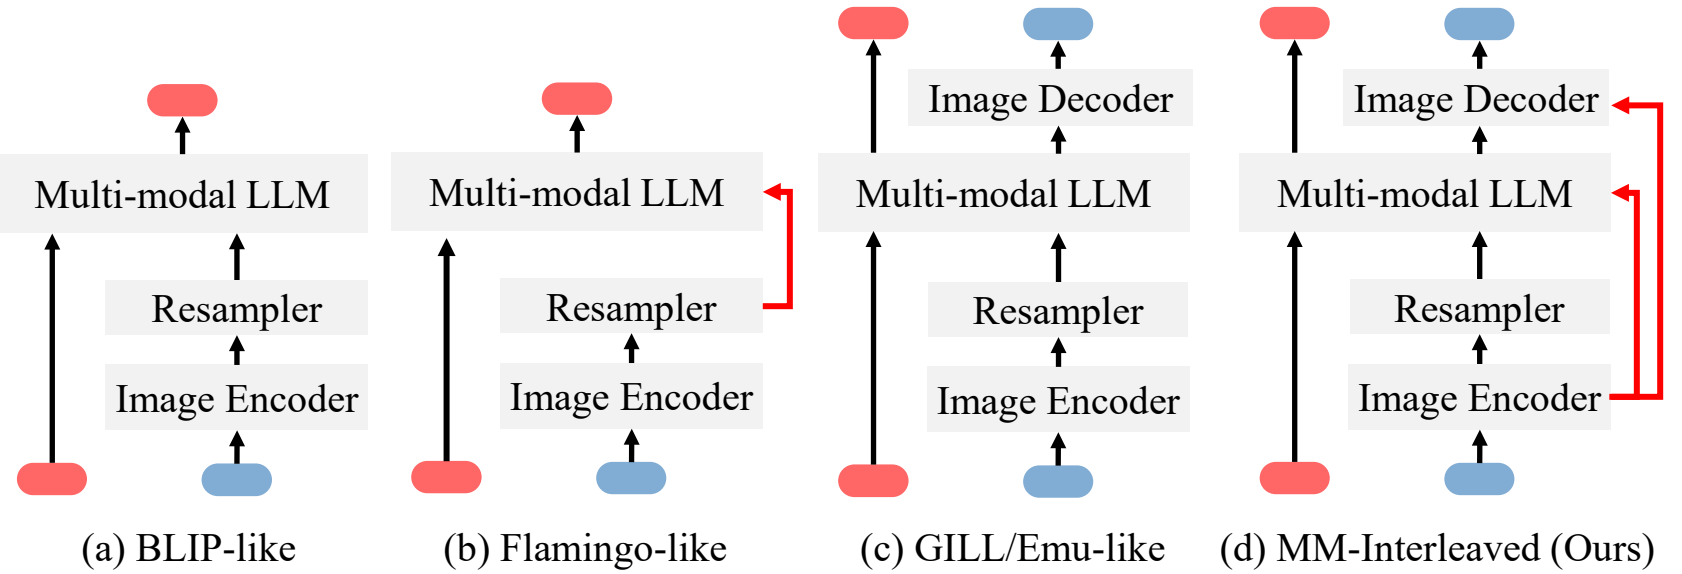 Multi-modal LLM
Resampler
Image Encoder
(a) BLIP-like
Multi-modal LLM
Resampler
Image Encoder
(b) Flamingo-like
Image Decoder
Multi-modal LLM
Resampler
Image Encoder
(c) GILL/Emu-like
Image Decoder
Multi-modal LLM
Resampler
Image Encoder
(d) MM-Interleaved (Ours)